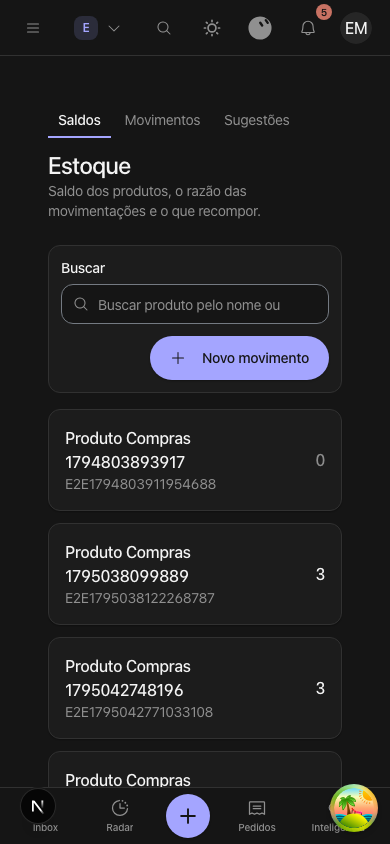 E
5
EM
Saldos
Movimentos
Sugestões
Estoque
Saldo dos produtos, o razão das
movimentações e o que recompor.
Buscar
Buscar produto pelo nome ou
Novo movimento
Produto Compras
1794803893917
0
E2E1794803911954688
Produto Compras
1795038099889
3
E2E1795038122268787
Produto Compras
1795042748196
3
E2E1795042771033108
Produto Compras
N
Inbox
Radar
Pedidos